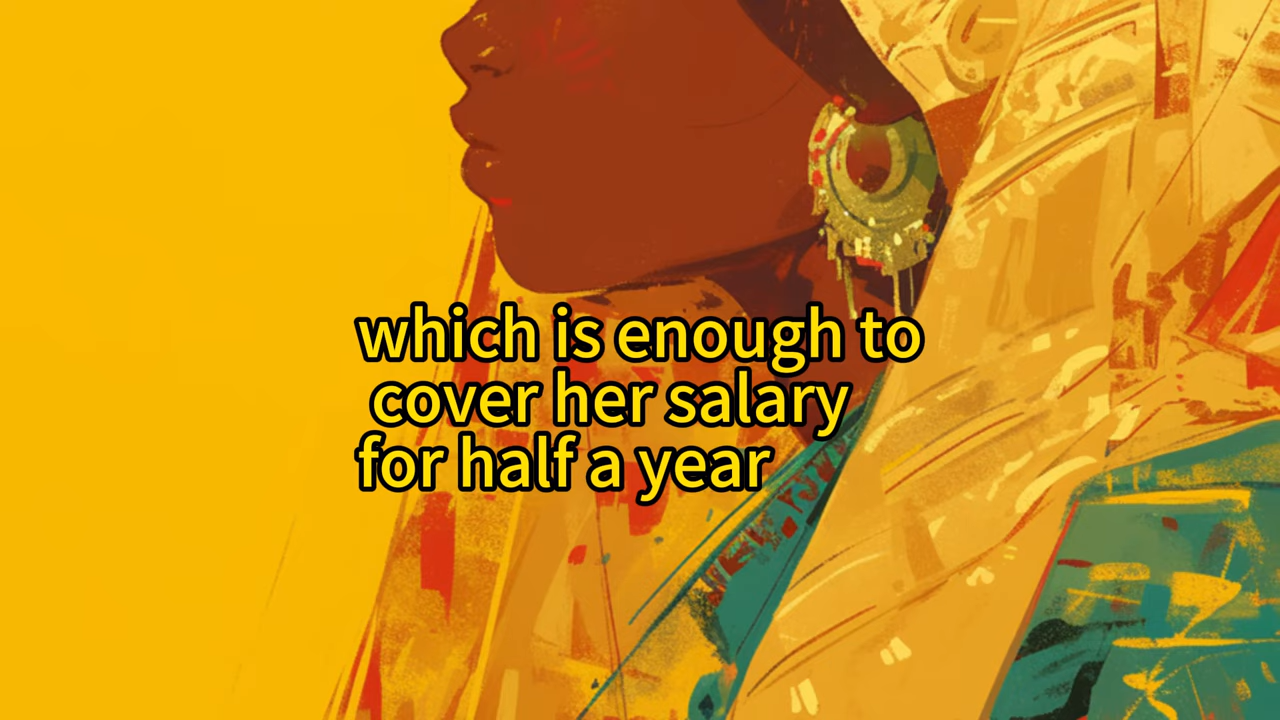 which is enough to
cover her salary
for half a year